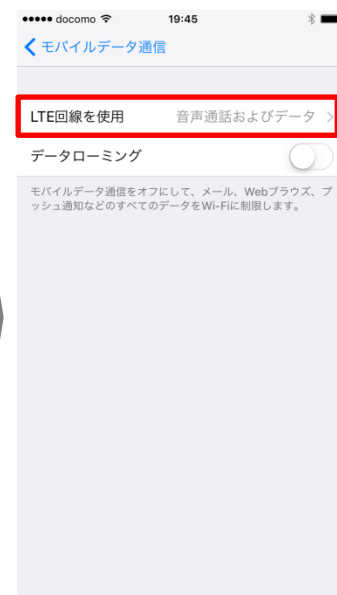 docomo 19:45
モバイルデータ通信
LTE回線を使用 音声通話およびデータ
データローミング
モバイルデータ通信をオフにして、メール、Webブラウズ、プ
ッシュ通知などのすべてのデータをWi-Fiに制限します。